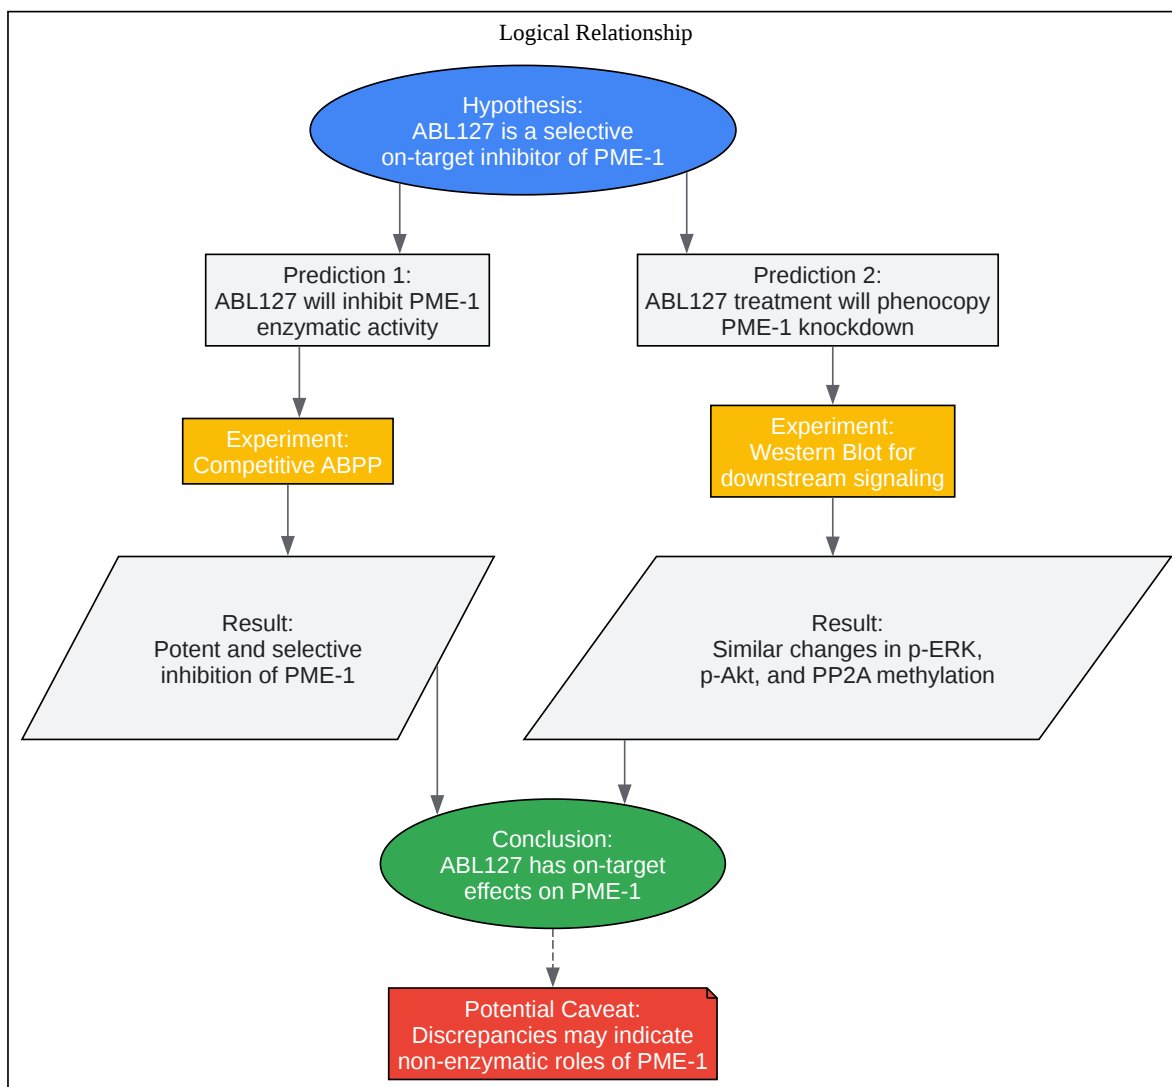 Logical Relationship
Hypothesis:
ABL127 is a selective
on-target inhibitor of PME-1
Prediction 1:
ABL127 will inhibit PME-1
enzymatic activity
Prediction 2:
ABL127 treatment will phenocopy
PME-1 knockdown
Experiment:
Competitive ABPP
Experiment:
Western Blot for
downstream signaling
Result:
Potent and selective
inhibition of PME-1
Result:
Similar changes in p-ERK,
p-Akt, and PP2A methylation
Conclusion:
ABL127 has on-target
effects on PME-1
Potential Caveat:
Discrepancies may indicate
non-enzymatic roles of PME-1